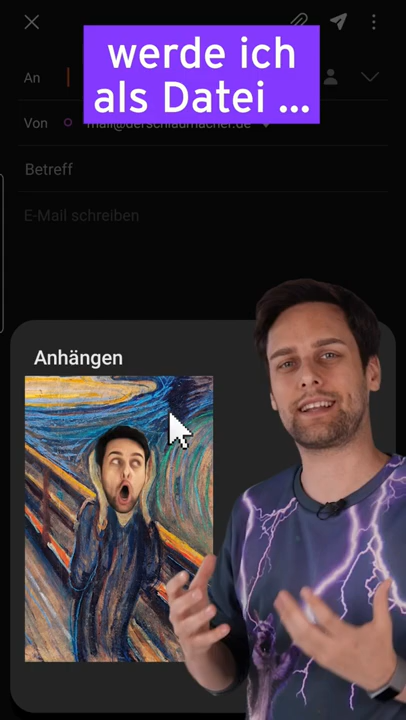 werde ich
als Datei ...
An
Von mail@derschlaumacher.de
Betreff
E-Mail schreiben
Anhängen